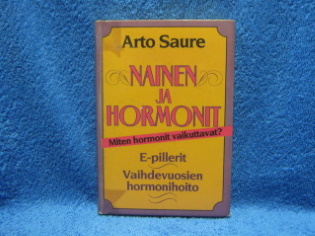 Arto Saure
NAINEN
JA
HORMONIT
Miten hormonit vaikuttavat?
E-pillerit
Vaihdevuosien
hormonihoito